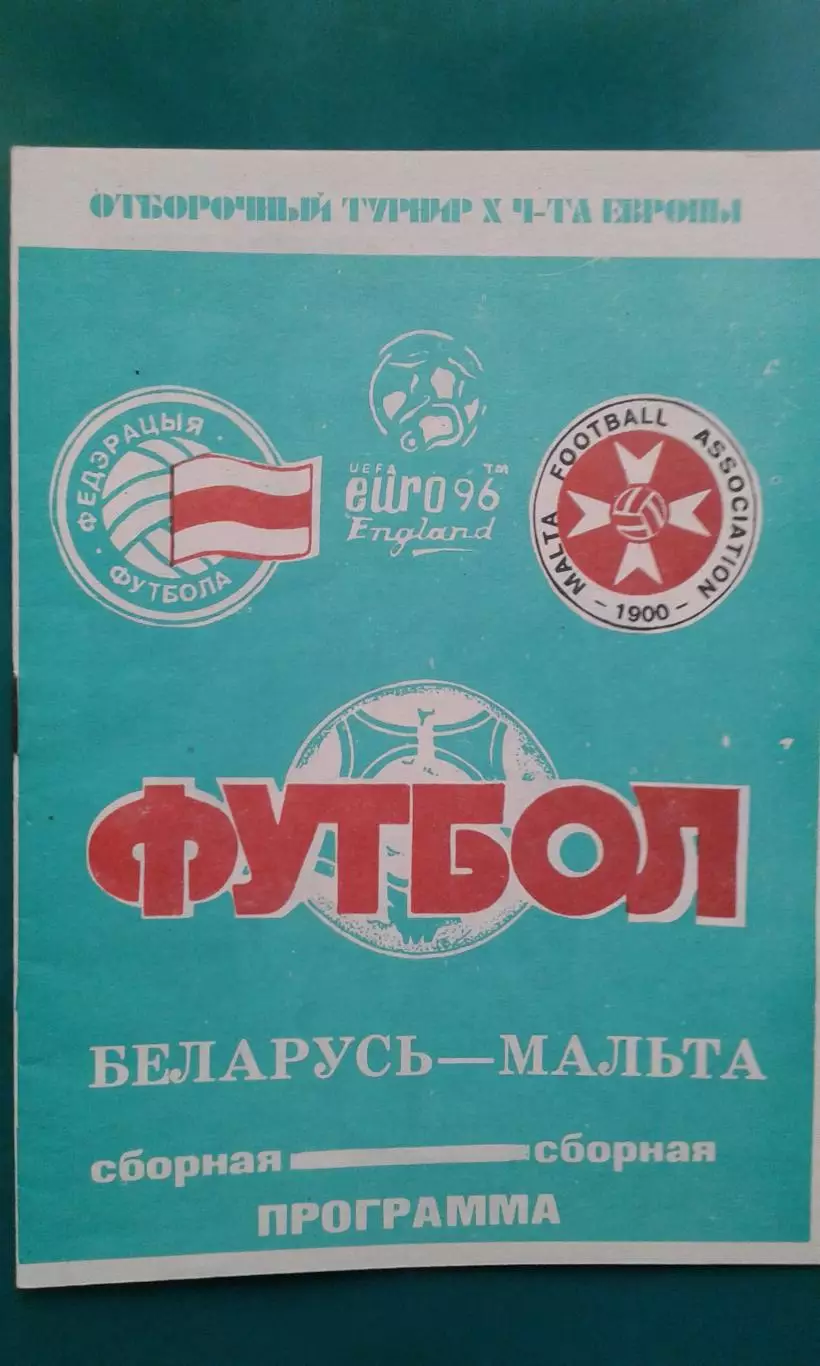 ОТБОРОЧНЫЙ ТУРНИР X Ч-ТА ЕВРОПЫ
ФЕДЭРАЦЫЯ
ФУТБОЛА
UEFA TM
euro 96
England
MALTA FOOTBALL ASSOCIATION
- 1900 -
ФУТБОЛ
БЕЛАРУСЬ—МАЛЬТА
сборная сборная
ПРОГРАММА